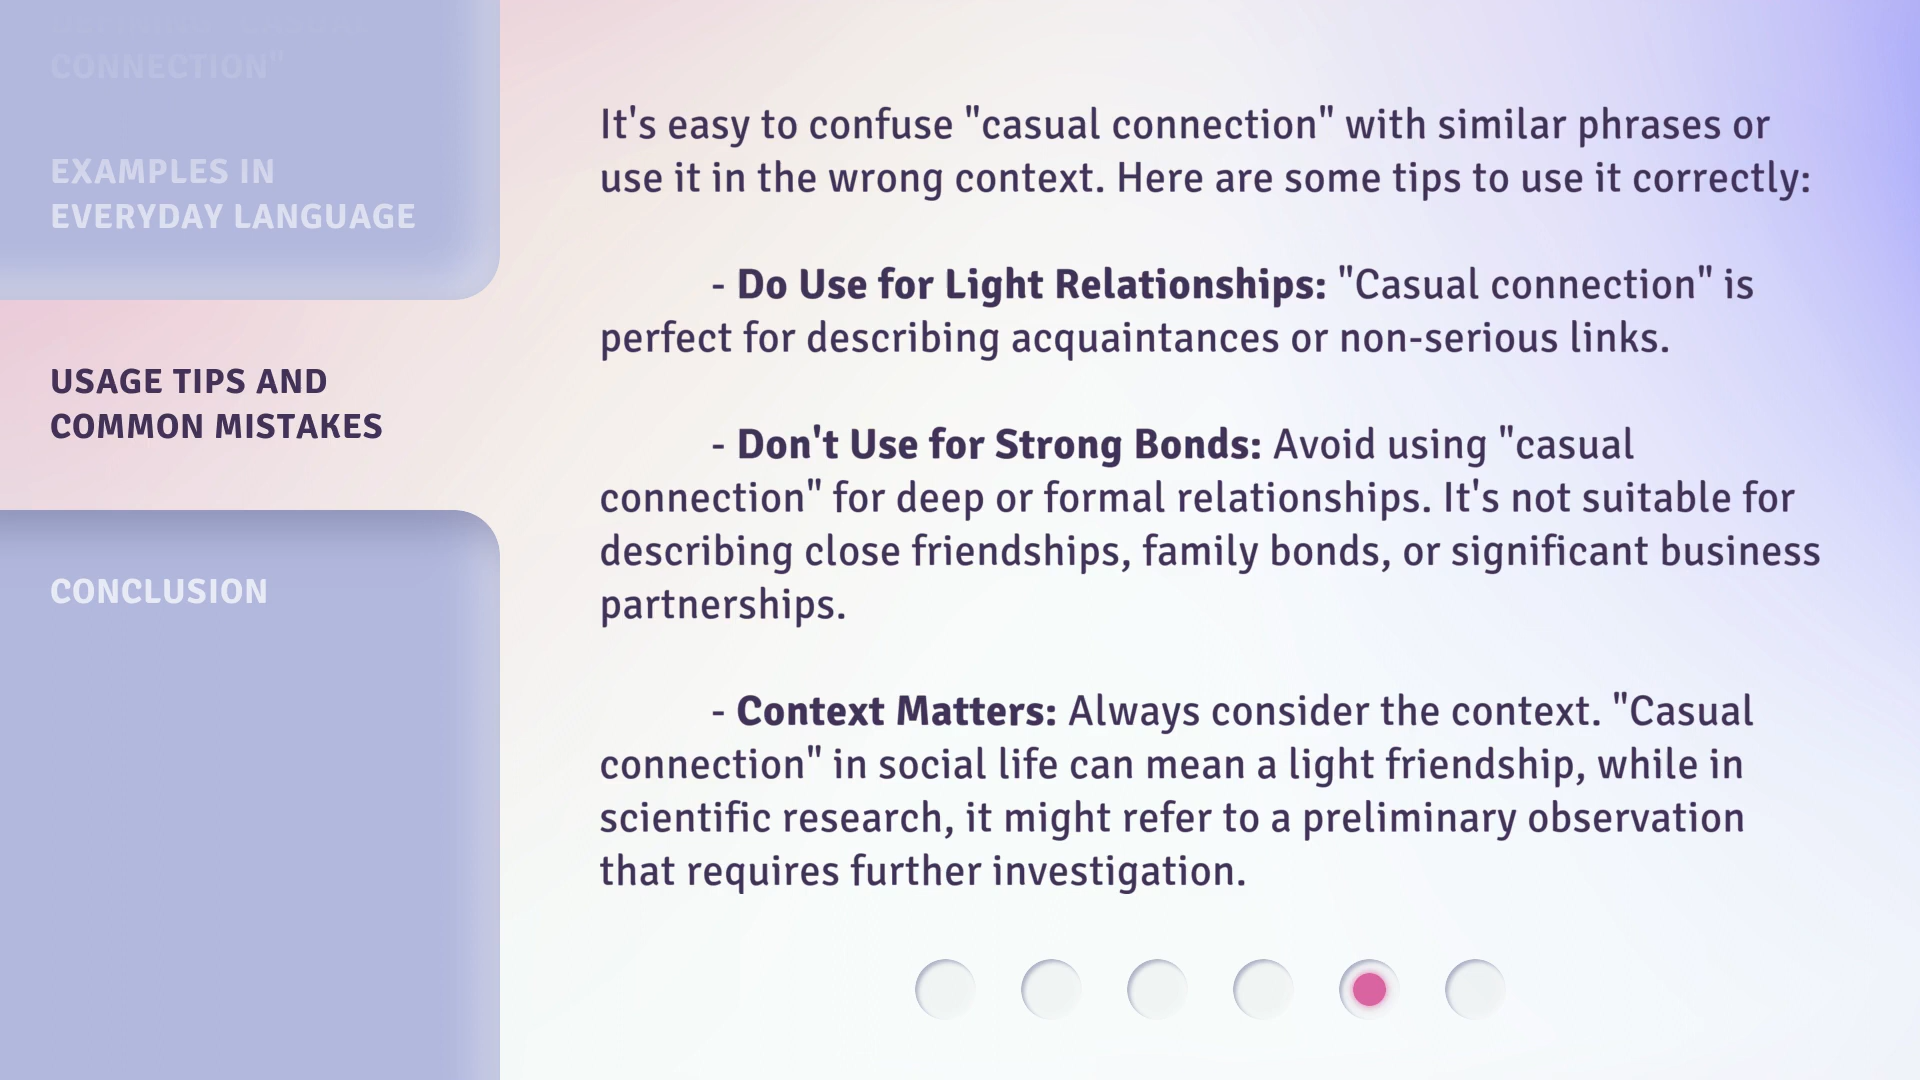 CONNECTION"
EXAMPLES IN
EVERYDAY LANGUAGE
USAGE TIPS AND
COMMON MISTAKES
CONCLUSION
It's easy to confuse "casual connection" with similar phrases or
use it in the wrong context. Here are some tips to use it correctly:
- Do Use for Light Relationships: "Casual connection" is
perfect for describing acquaintances or non-serious links.
- Don't Use for Strong Bonds: Avoid using "casual
connection" for deep or formal relationships. It's not suitable for
describing close friendships, family bonds, or significant business
partnerships.
- Context Matters: Always consider the context. "Casual
connection" in social life can mean a light friendship, while in
scientific research, it might refer to a preliminary observation
that requires further investigation.